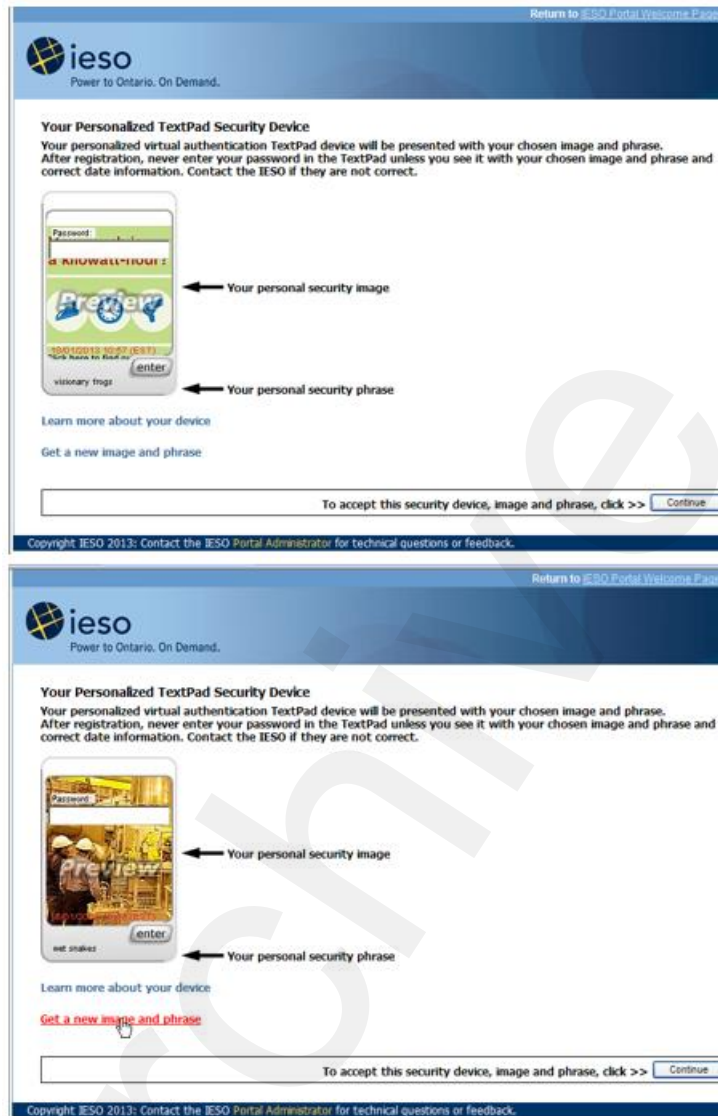 Return to IESO Portal Welcome Page
ieso
Power to Ontario. On Demand.
Your Personalized TextPad Security Device
Your personalized virtual authentication TextPad device will be presented with your chosen image and phrase.
After registration, never enter your password in the TextPad unless you see it with your chosen image and phrase and
correct date information. Contact the IESO if they are not correct.
Password:
a kilowatt-hour?
Your personal security image
Preview
10/01/2013 10:57 (EST)
enter
visionary frogs
Your personal security phrase
Learn more about your device
Get a new image and phrase
To accept this security device, image and phrase, click >> Continue
Copyright IESO 2013: Contact the IESO Portal Administrator for technical questions or feedback.
Return to IESO Portal Welcome Page
ieso
Power to Ontario. On Demand.
Your Personalized TextPad Security Device
Your personalized virtual authentication TextPad device will be presented with your chosen image and phrase.
After registration, never enter your password in the TextPad unless you see it with your chosen image and phrase and
correct date information. Contact the IESO if they are not correct.
Password:
Your personal security image
Preview
enter
wet snakes
Your personal security phrase
Learn more about your device
Get a new image and phrase
To accept this security device, image and phrase, click >> Continue
Copyright IESO 2013: Contact the IESO Portal Administrator for technical questions or feedback.